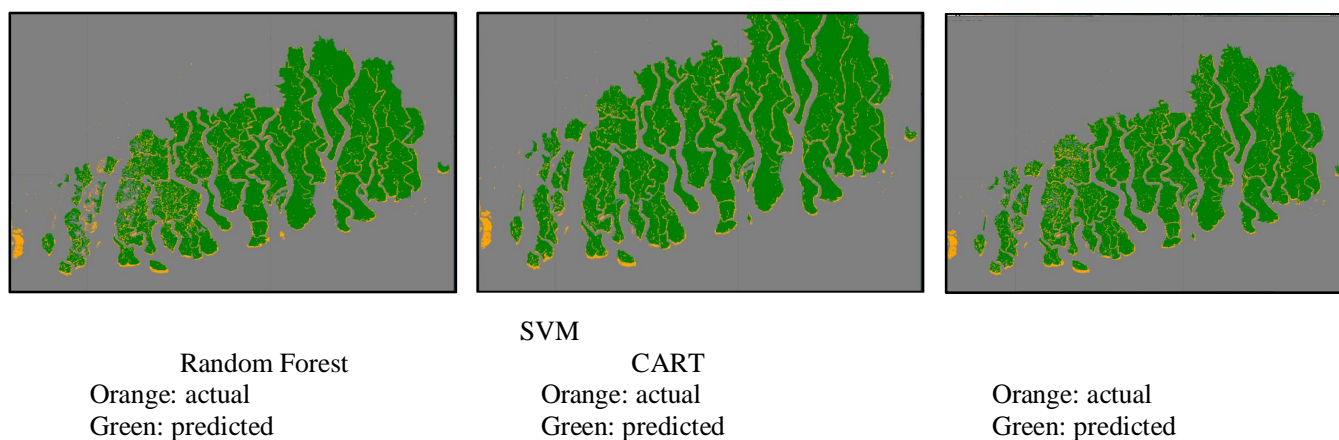 SVM
Random Forest CART
Orange: actual Orange: actual Orange: actual
Green: predicted Green: predicted Green: predicted